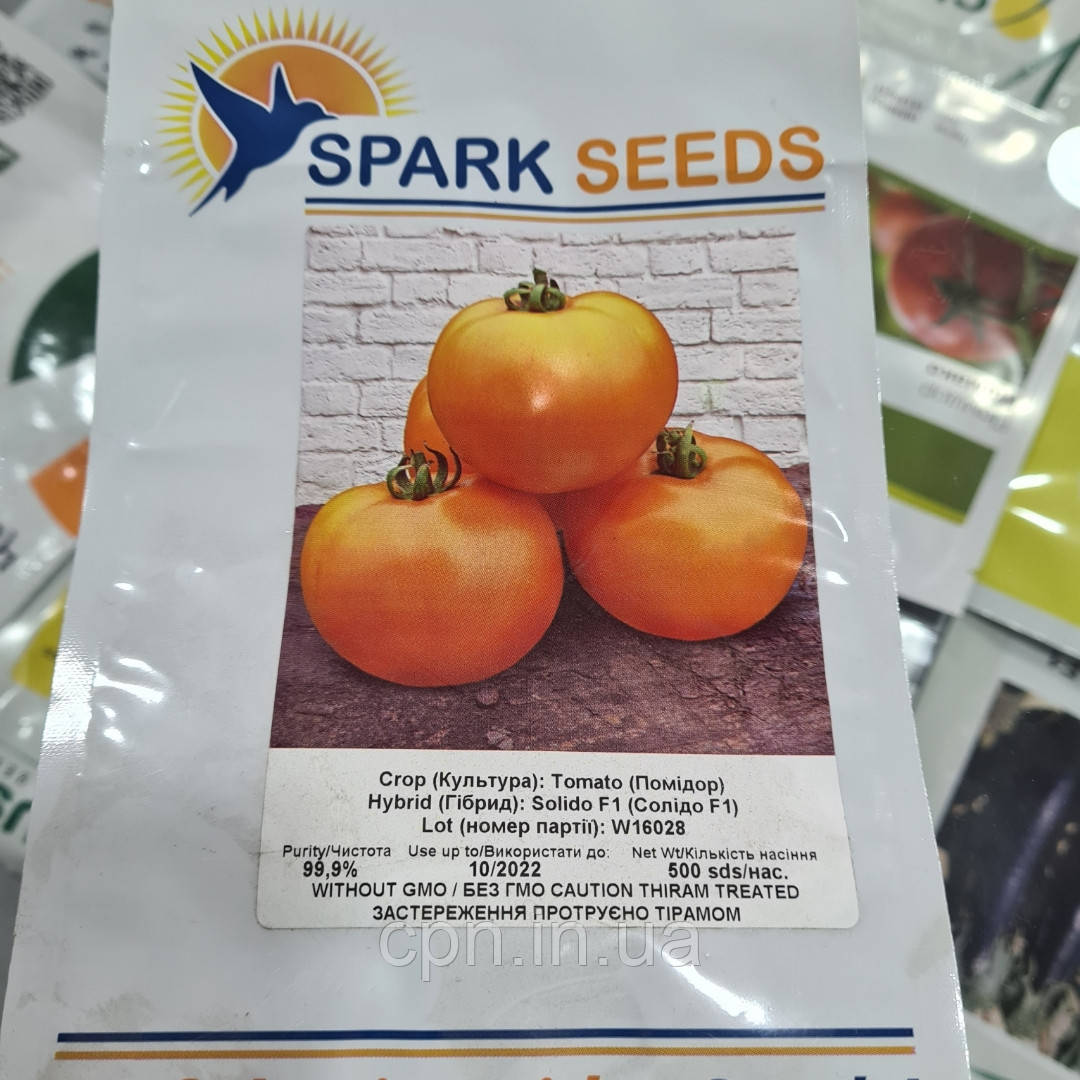 SPARK SEEDS
Crop (Культура): Tomato (Помідор)
Hybrid (Гібрид): Solido F1 (Солідо F1)
Lot (номер партії): W16028
Purity/Чистота Use up to/Використати до: Net Wt/Кількість насіння
99,9% 10/2022 500 sds/нас.
WITHOUT GMO / БЕЗ ГМО CAUTION THIRAM TREATED
ЗАСТЕРЕЖЕННЯ ПРОТРУЄНО ТІРАМОМ
cpn.in.ua